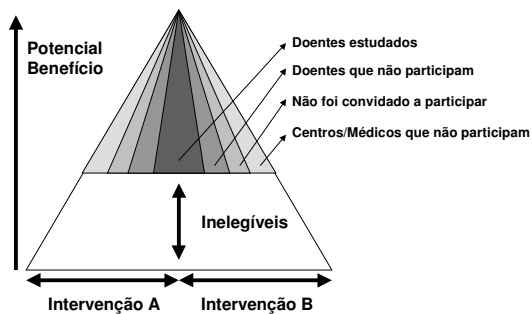 Potencial
Benefício
Doentes estudados
Doentes que não participam
Não foi convidado a participar
Centros/Médicos que não participam
Inelegíveis
Intervenção A
Intervenção B